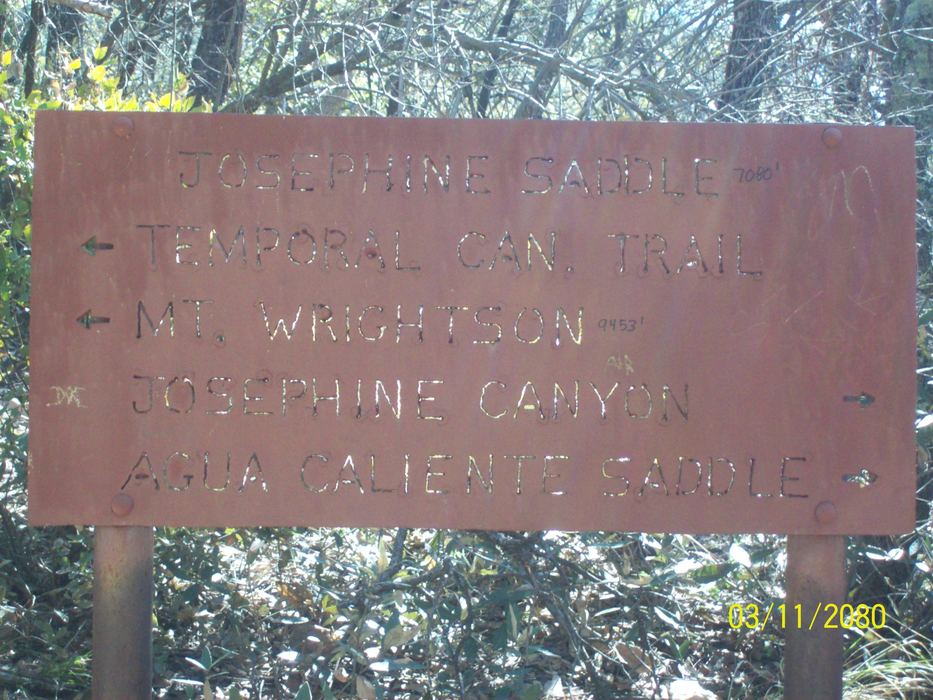 JOSEPHINE SADDLE 7080'
TEMPORAL CAN. TRAIL
MT. WRIGHTSON 9453'
JOSEPHINE CANYON
AGUA CALIENTE SADDLE
03/11/2080